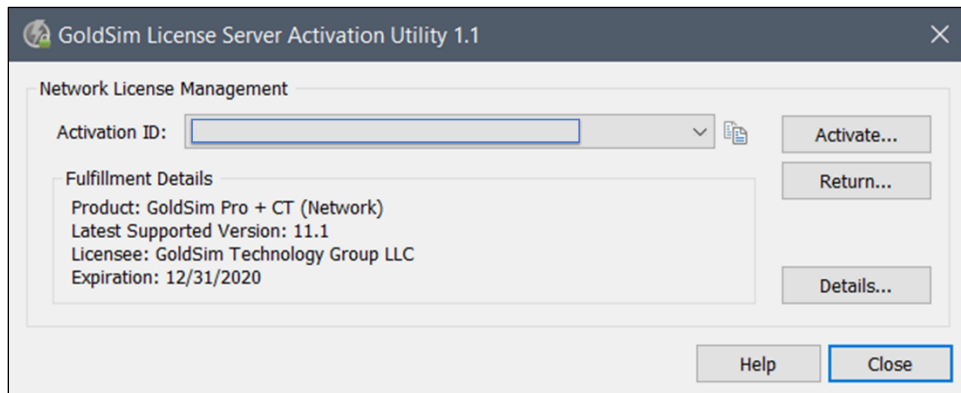 GoldSim License Server Activation Utility 1.1
Network License Management
Activation ID:
Activate...
Return...
Fulfillment Details
Product: GoldSim Pro + CT (Network)
Latest Supported Version: 11.1
Licensee: GoldSim Technology Group LLC
Expiration: 12/31/2020
Details...
Help
Close